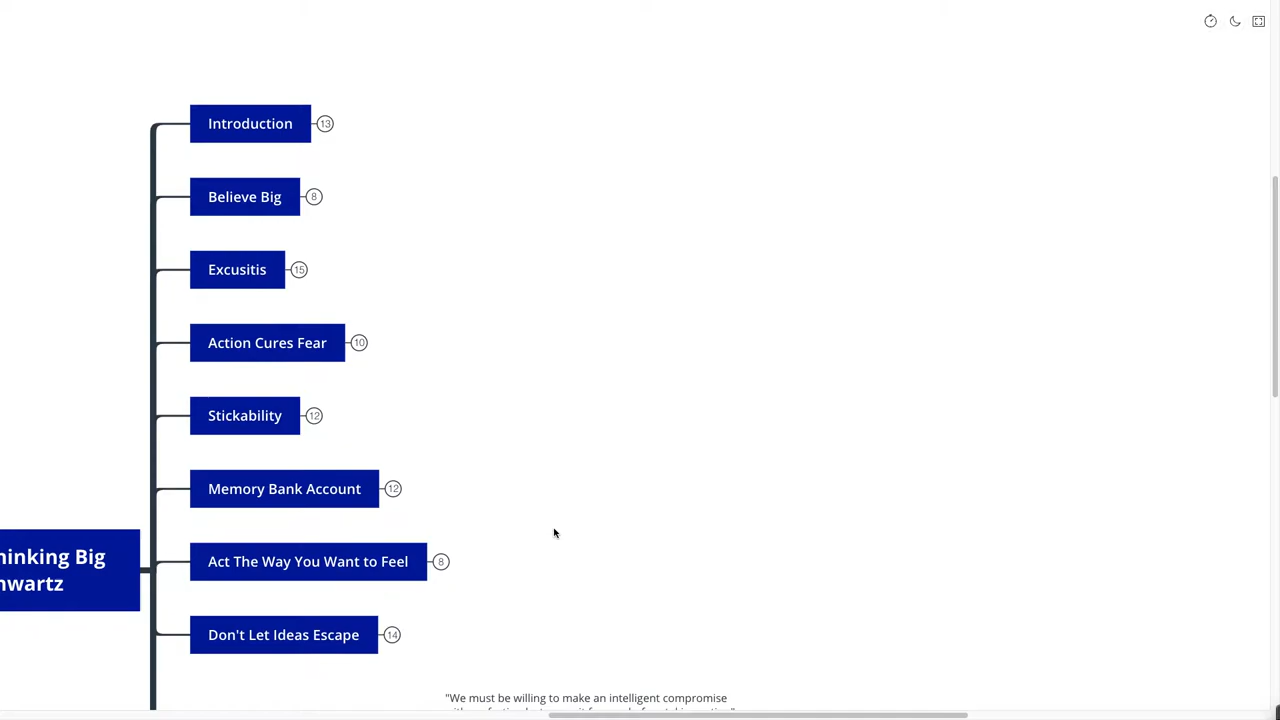 Introduction 13
Believe Big 8
Excusitis 15
Action Cures Fear 10
Stickability 12
Memory Bank Account 12
hinking Big
hwartz
Act The Way You Want to Feel 8
Don't Let Ideas Escape 14
"We must be willing to make an intelligent compromise